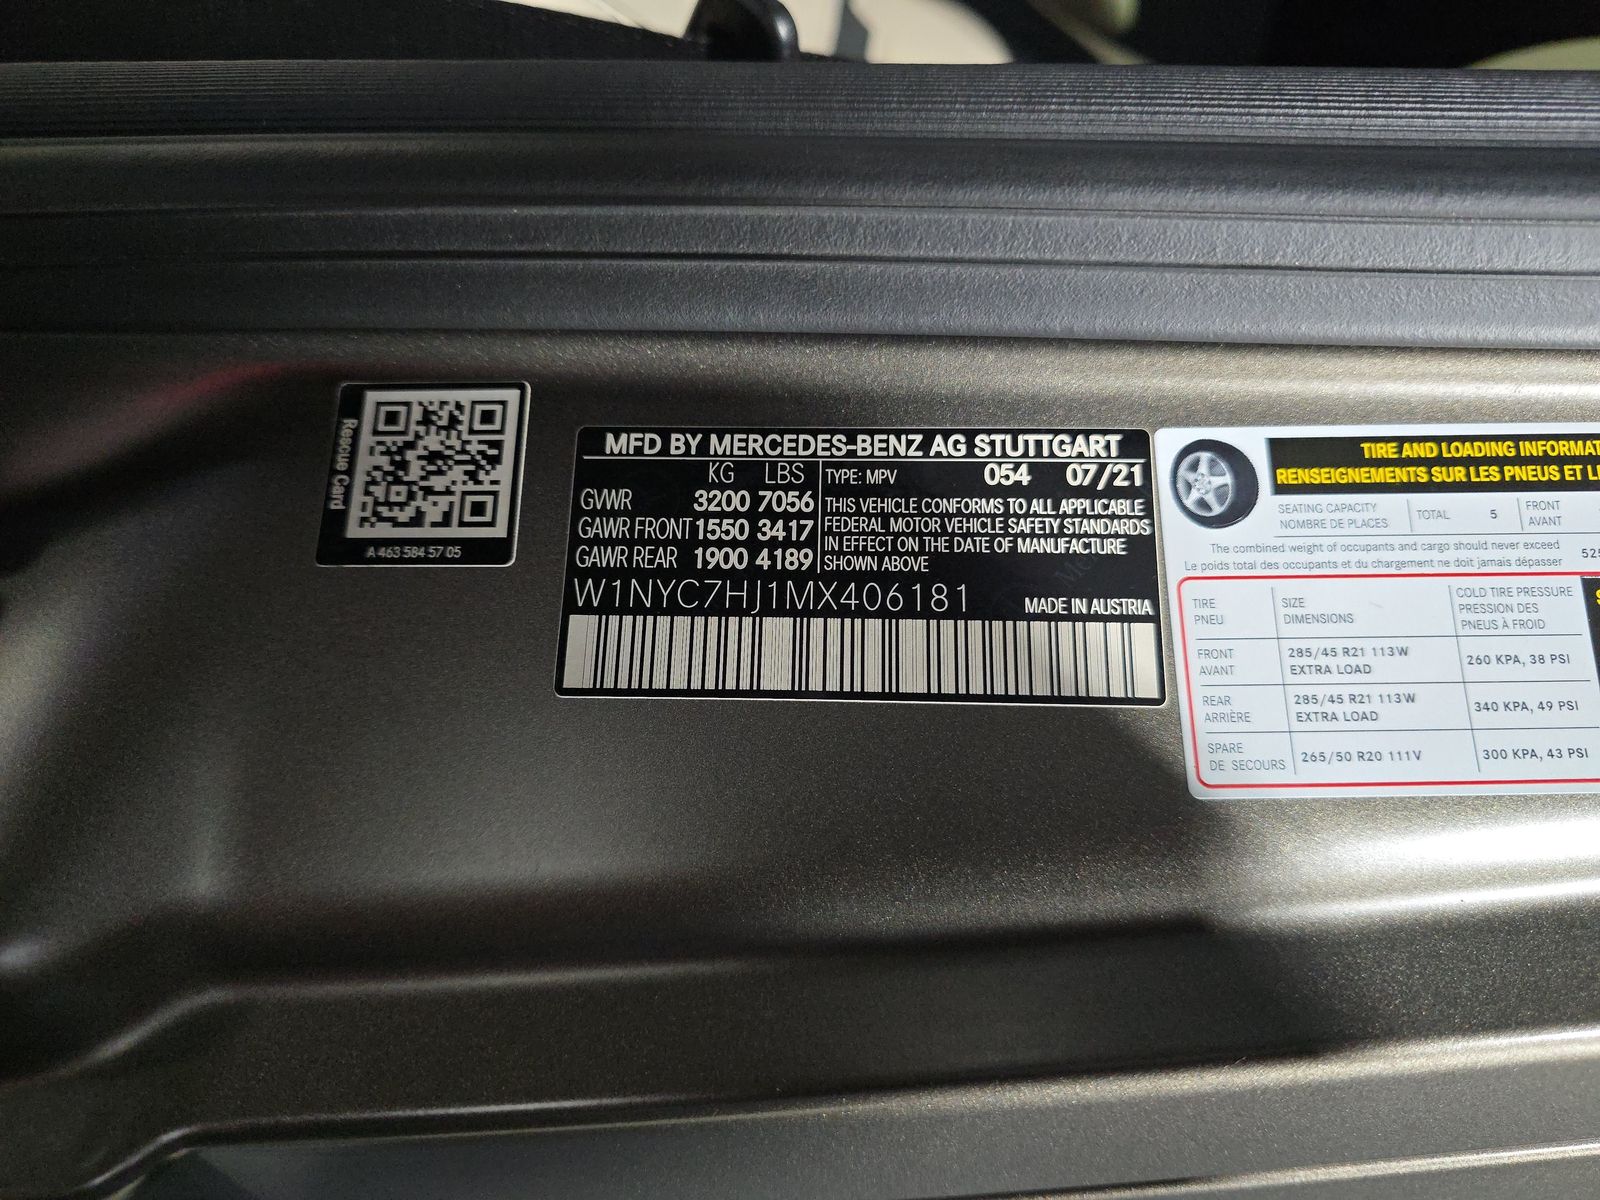 Rescue Card
A 463 584 57 05
MFD BY MERCEDES-BENZ AG STUTTGART
KG LBS
GVWR 3200 7056
GAWR FRONT 1550 3417
GAWR REAR 1900 4189
TYPE: MPV 054 07/21
THIS VEHICLE CONFORMS TO ALL APPLICABLE
FEDERAL MOTOR VEHICLE SAFETY STANDARDS
IN EFFECT ON THE DATE OF MANUFACTURE
SHOWN ABOVE
W1NYC7HJ1MX406181
MADE IN AUSTRIA
TIRE AND LOADING INFORMAT
RENSEIGNEMENTS SUR LES PNEUS ET L
SEATING CAPACITY
NOMBRE DE PLACES
TOTAL 5
FRONT
AVANT
The combined weight of occupants and cargo should never exceed
Le poids total des occupants et du chargement ne doit jamais dépasser
525
TIRE
PNEU
SIZE
DIMENSIONS
COLD TIRE PRESSURE
PRESSION DES
PNEUS À FROID
FRONT
AVANT
285/45 R21 113W
EXTRA LOAD
260 KPA, 38 PSI
REAR
ARRIÈRE
285/45 R21 113W
EXTRA LOAD
340 KPA, 49 PSI
SPARE
DE SECOURS
265/50 R20 111V
300 KPA, 43 PSI